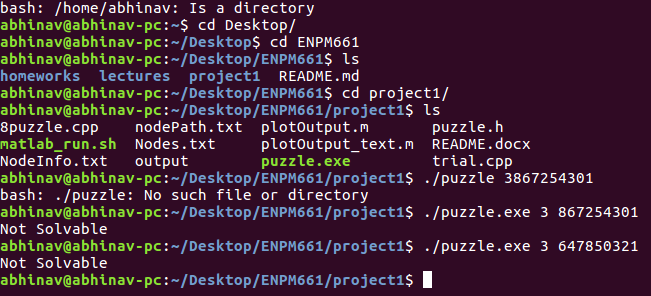 bash: /home/abhinav: Is a directory
abhinav@abhinav-pc:~$ cd Desktop/
abhinav@abhinav-pc:~/Desktop$ cd ENPM661
abhinav@abhinav-pc:~/Desktop/ENPM661$ ls
homeworks  lectures  project1  README.md
abhinav@abhinav-pc:~/Desktop/ENPM661$ cd project1/
abhinav@abhinav-pc:~/Desktop/ENPM661/project1$ ls
8puzzle.cpp    nodePath.txt  plotOutput.m       puzzle.h
matlab_run.sh  Nodes.txt     plotOutput_text.m  README.docx
NodeInfo.txt   output        puzzle.exe         trial.cpp
abhinav@abhinav-pc:~/Desktop/ENPM661/project1$ ./puzzle 3867254301
bash: ./puzzle: No such file or directory
abhinav@abhinav-pc:~/Desktop/ENPM661/project1$ ./puzzle.exe 3 867254301
Not Solvable
abhinav@abhinav-pc:~/Desktop/ENPM661/project1$ ./puzzle.exe 3 647850321
Not Solvable
abhinav@abhinav-pc:~/Desktop/ENPM661/project1$